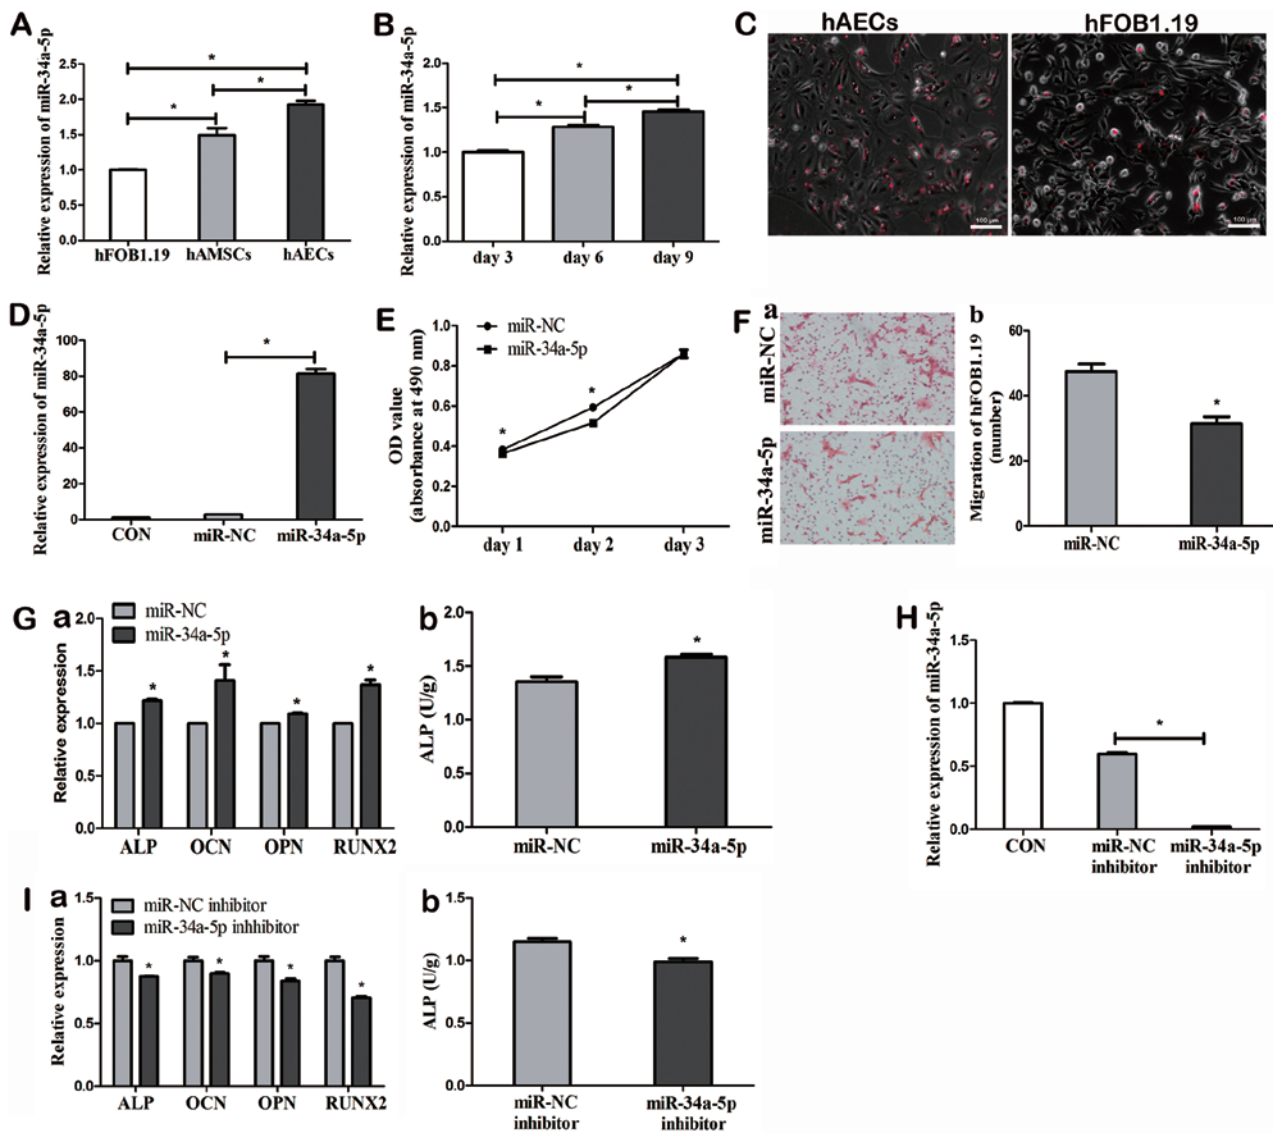 A
Relative expression of miR-34a-5p
2.5
2.0
1.5
1.0
0.5
0.0
*
*
*
hFOB1.19 hAMSCs hAECs
B
Relative expression of miR-34a-5p
2.0
1.5
1.0
0.5
0.0
*
*
*
day 3 day 6 day 9
C
hAECs
hFOB1.19
100 µm
100 µm
D
Relative expression of miR-34a-5p
100
80
60
40
20
0
*
CON miR-NC miR-34a-5p
E
OD value
(absorbance at 490 nm)
1.0
0.8
0.6
0.4
0.2
0.0
miR-NC
miR-34a-5p
*
*
day 1 day 2 day 3
F
a
miR-NC
miR-34a-5p
b
Migration of hFOB1.19
(number)
60
40
20
0
*
miR-NC miR-34a-5p
G
a
miR-NC
miR-34a-5p
Relative expression
2.0
1.5
1.0
0.5
0.0
*
*
*
*
ALP OCN OPN RUNX2
b
ALP (U/g)
2.0
1.5
1.0
0.5
0.0
*
miR-NC miR-34a-5p
H
Relative expression of miR-34a-5p
1.5
1.0
0.5
0.0
*
CON miR-NC miR-34a-5p
inhibitor inhibitor
I
a
miR-NC inhibitor
miR-34a-5p inhhibitor
Relative expression
1.5
1.0
0.5
0.0
*
*
*
*
ALP OCN OPN RUNX2
b
ALP (U/g)
1.5
1.0
0.5
0.0
*
miR-NC miR-34a-5p
inhibitor inhibitor